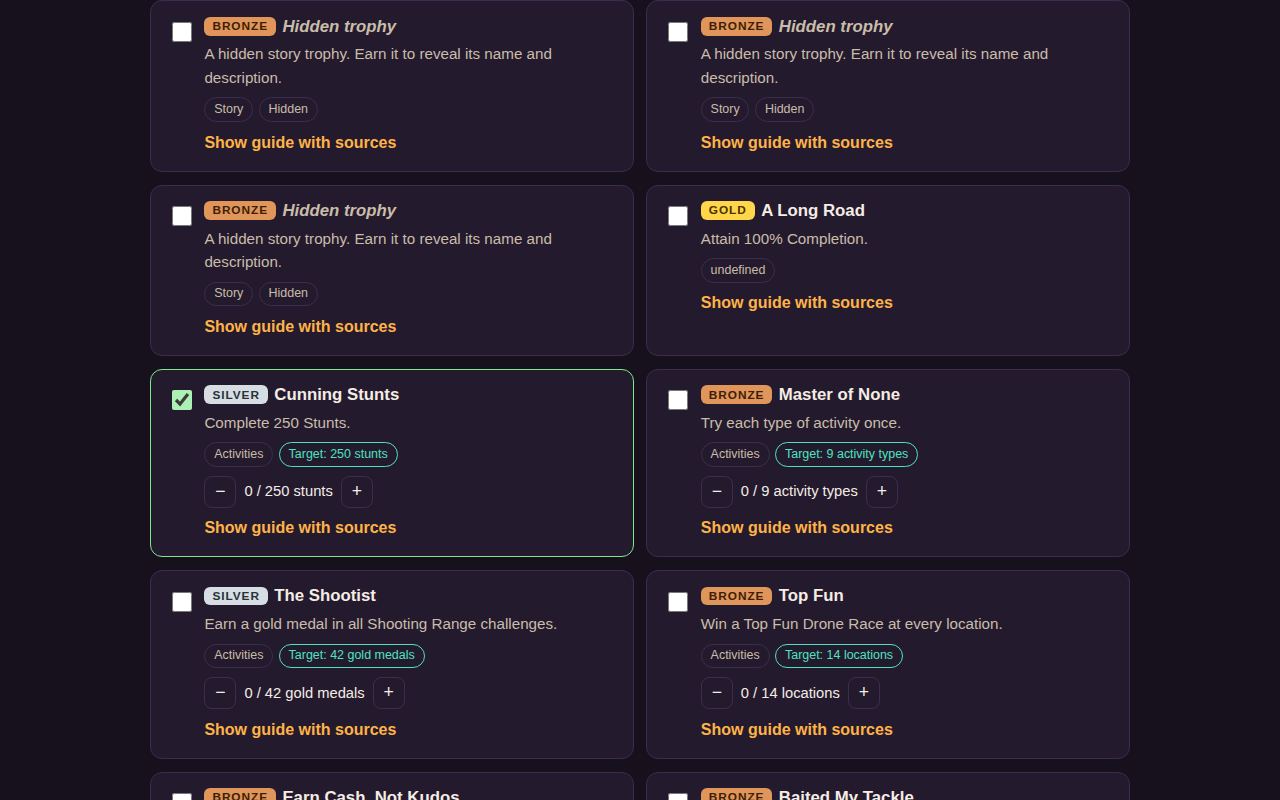 BRONZE Hidden trophy
A hidden story trophy. Earn it to reveal its name and
description.
Story Hidden
Show guide with sources
BRONZE Hidden trophy
A hidden story trophy. Earn it to reveal its name and
description.
Story Hidden
Show guide with sources
BRONZE Hidden trophy
A hidden story trophy. Earn it to reveal its name and
description.
Story Hidden
Show guide with sources
GOLD A Long Road
Attain 100% Completion.
undefined
Show guide with sources
SILVER Cunning Stunts
Complete 250 Stunts.
Activities Target: 250 stunts
− 0 / 250 stunts +
Show guide with sources
BRONZE Master of None
Try each type of activity once.
Activities Target: 9 activity types
− 0 / 9 activity types +
Show guide with sources
SILVER The Shootist
Earn a gold medal in all Shooting Range challenges.
Activities Target: 42 gold medals
− 0 / 42 gold medals +
Show guide with sources
BRONZE Top Fun
Win a Top Fun Drone Race at every location.
Activities Target: 14 locations
− 0 / 14 locations +
Show guide with sources
BRONZE Earn Cash, Not Kudos
BRONZE Baited My Tackle